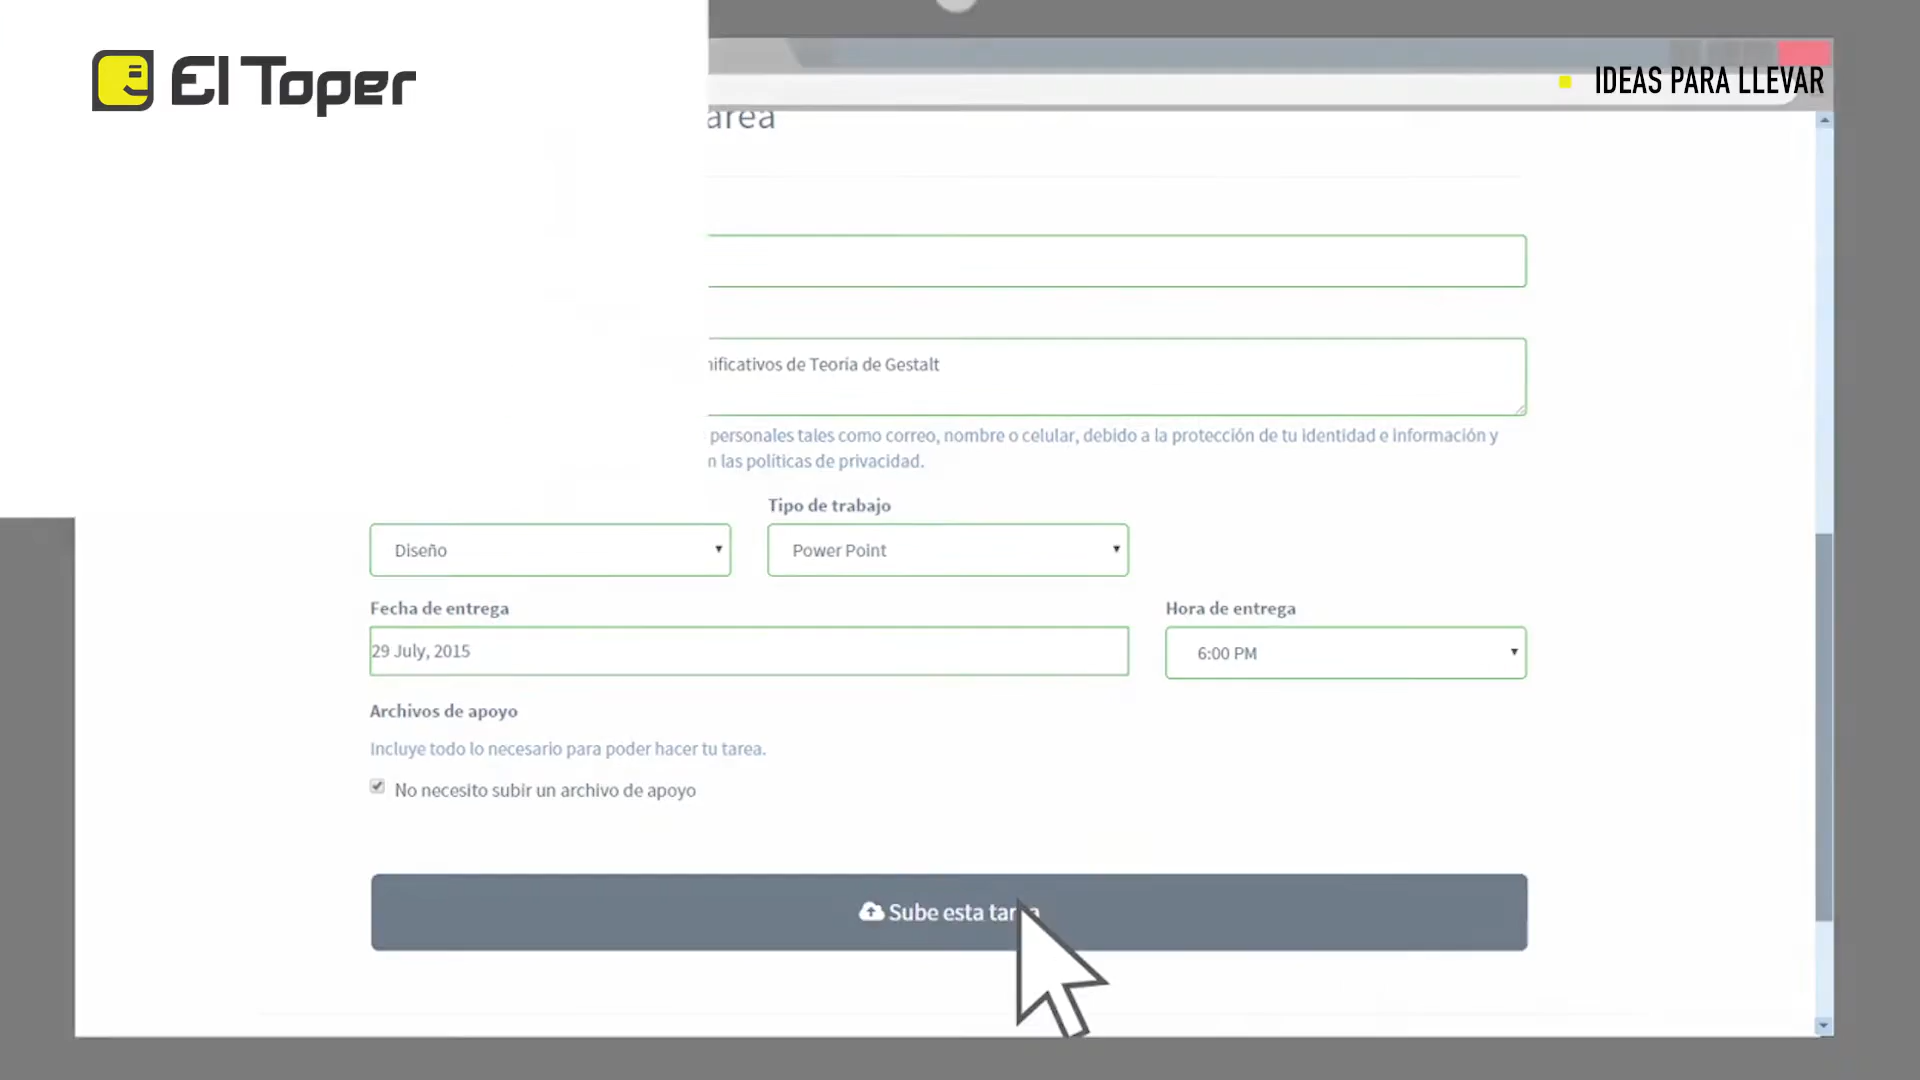 El Toper
IDEAS PARA LLEVAR
de Teoría de Gestalt
personales tales como correo, nombre o celular, debido a la protección de tu identidad e información y
las políticas de privacidad.
Tipo de trabajo
Diseño
Power Point
Fecha de entrega
Hora de entrega
29 July, 2015
6:00 PM
Archivos de apoyo
Incluye todo lo necesario para poder hacer tu tarea.
No necesito subir un archivo de apoyo
Sube esta tarea